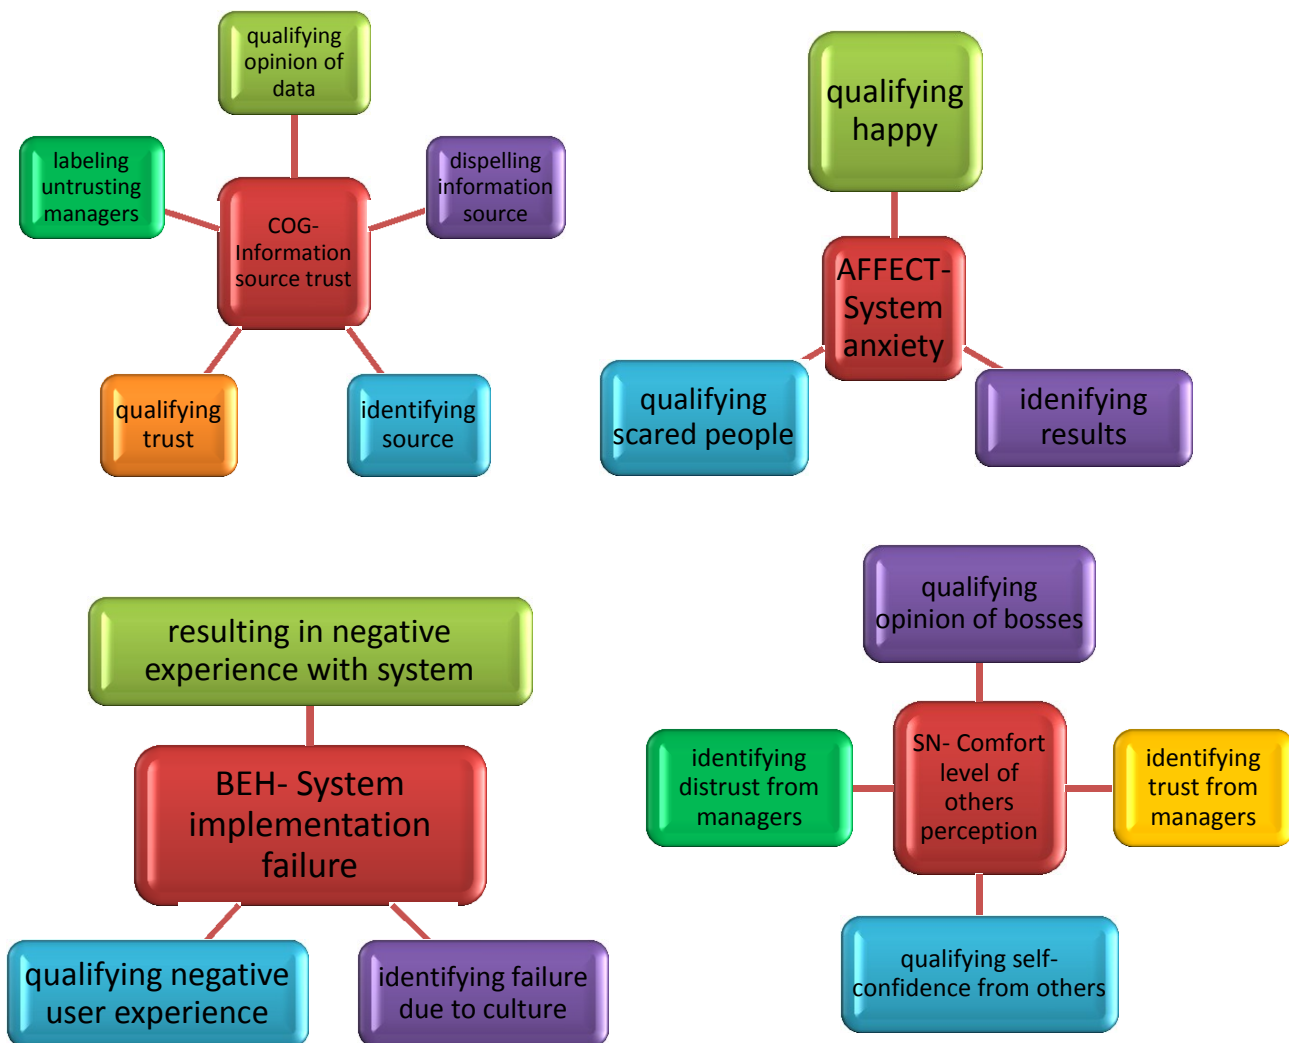 qualifying
opinion of
data
labeling
untrusting
managers
dispelling
information
source
COG-
Information
source trust
qualifying
trust
identifying
source
qualifying
happy
AFFECT-
System
anxiety
qualifying
scared people
idenifying
results
resulting in negative
experience with system
BEH- System
implementation
failure
qualifying negative
user experience
identifying failure
due to culture
qualifying
opinion of bosses
identifying
distrust from
managers
SN- Comfort
level of
others
perception
identifying
trust from
managers
qualifying self-
confidence from
others